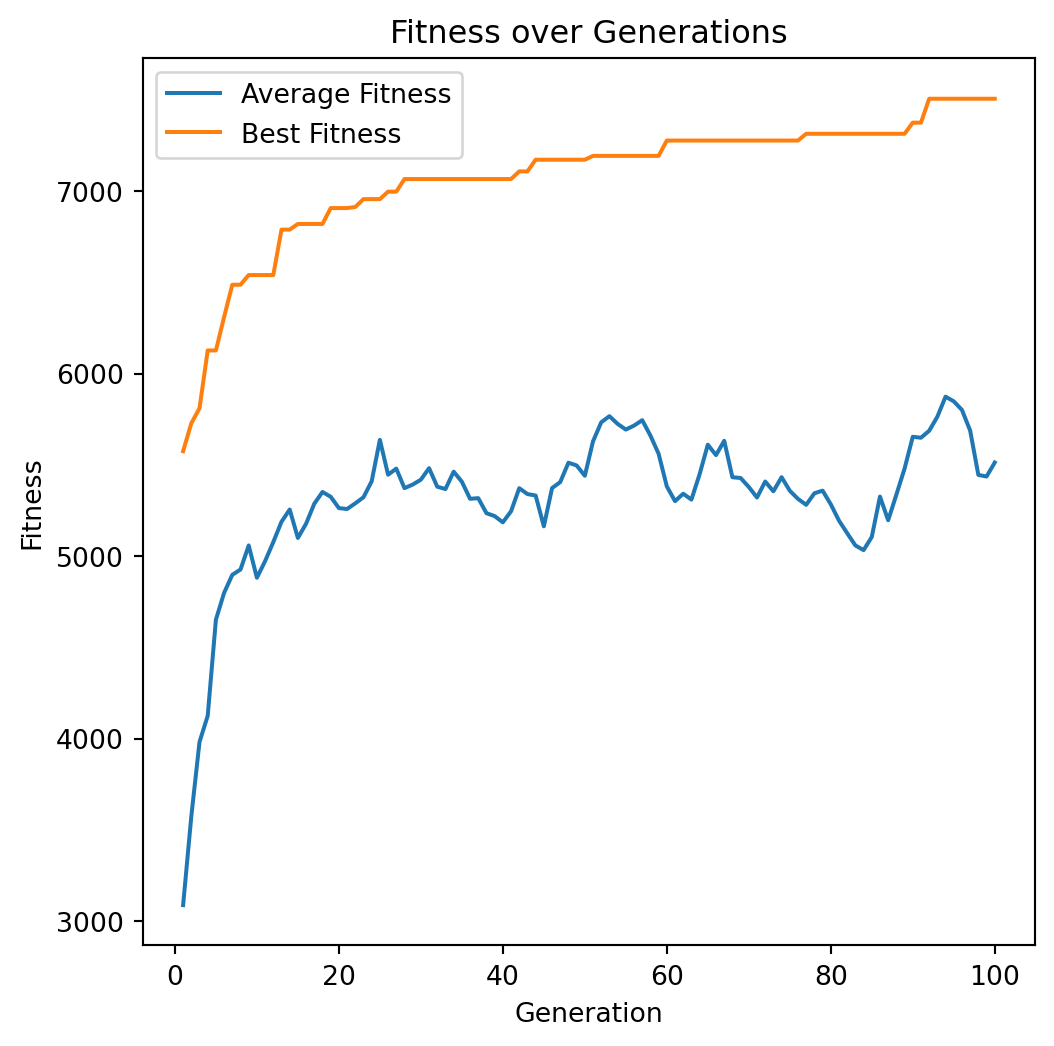 Fitness over Generations
Average Fitness
Best Fitness
7000
6000
5000
4000
3000
Fitness
0 20 40 60 80 100
Generation